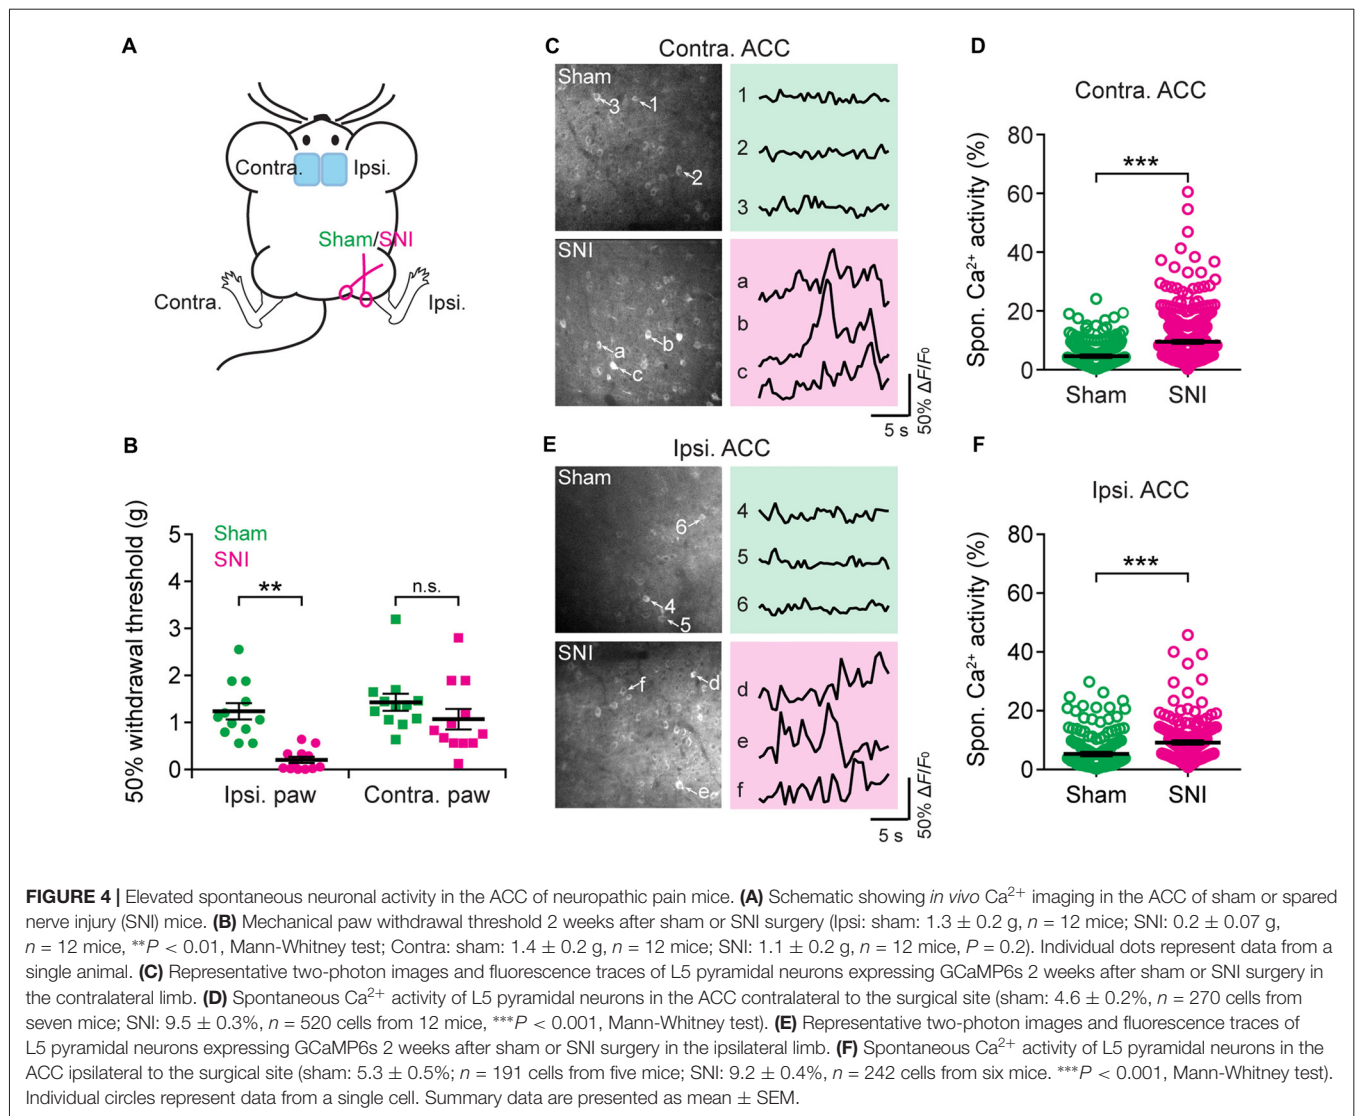 A
Contra.
Ipsi.
Sham/SNI
Contra.
Ipsi.
B
50% withdrawal threshold (g)
5
4
3
2
1
0
Sham
SNI
**
n.s.
Ipsi. paw
Contra. paw
C
Contra. ACC
Sham
3
1
2
1
2
3
SNI
a
b
c
a
b
c
50% ΔF/F₀
5 s
D
Contra. ACC
Spon. Ca²⁺ activity (%)
80
60
40
20
0
***
Sham
SNI
E
Ipsi. ACC
Sham
6
4
5
4
5
6
SNI
f
d
e
d
e
f
50% ΔF/F₀
5 s
F
Ipsi. ACC
Spon. Ca²⁺ activity (%)
80
60
40
20
0
***
Sham
SNI
FIGURE 4 | Elevated spontaneous neuronal activity in the ACC of neuropathic pain mice. (A) Schematic showing in vivo Ca²⁺ imaging in the ACC of sham or spared
nerve injury (SNI) mice. (B) Mechanical paw withdrawal threshold 2 weeks after sham or SNI surgery (Ipsi: sham: 1.3 ± 0.2 g, n = 12 mice; SNI: 0.2 ± 0.07 g,
n = 12 mice, **P < 0.01, Mann-Whitney test; Contra: sham: 1.4 ± 0.2 g, n = 12 mice; SNI: 1.1 ± 0.2 g, n = 12 mice, P = 0.2). Individual dots represent data from a
single animal. (C) Representative two-photon images and fluorescence traces of L5 pyramidal neurons expressing GCaMP6s 2 weeks after sham or SNI surgery in
the contralateral limb. (D) Spontaneous Ca²⁺ activity of L5 pyramidal neurons in the ACC contralateral to the surgical site (sham: 4.6 ± 0.2%, n = 270 cells from
seven mice; SNI: 9.5 ± 0.3%, n = 520 cells from 12 mice, ***P < 0.001, Mann-Whitney test). (E) Representative two-photon images and fluorescence traces of
L5 pyramidal neurons expressing GCaMP6s 2 weeks after sham or SNI surgery in the ipsilateral limb. (F) Spontaneous Ca²⁺ activity of L5 pyramidal neurons in the
ACC ipsilateral to the surgical site (sham: 5.3 ± 0.5%; n = 191 cells from five mice; SNI: 9.2 ± 0.4%, n = 242 cells from six mice. ***P < 0.001, Mann-Whitney test).
Individual circles represent data from a single cell. Summary data are presented as mean ± SEM.